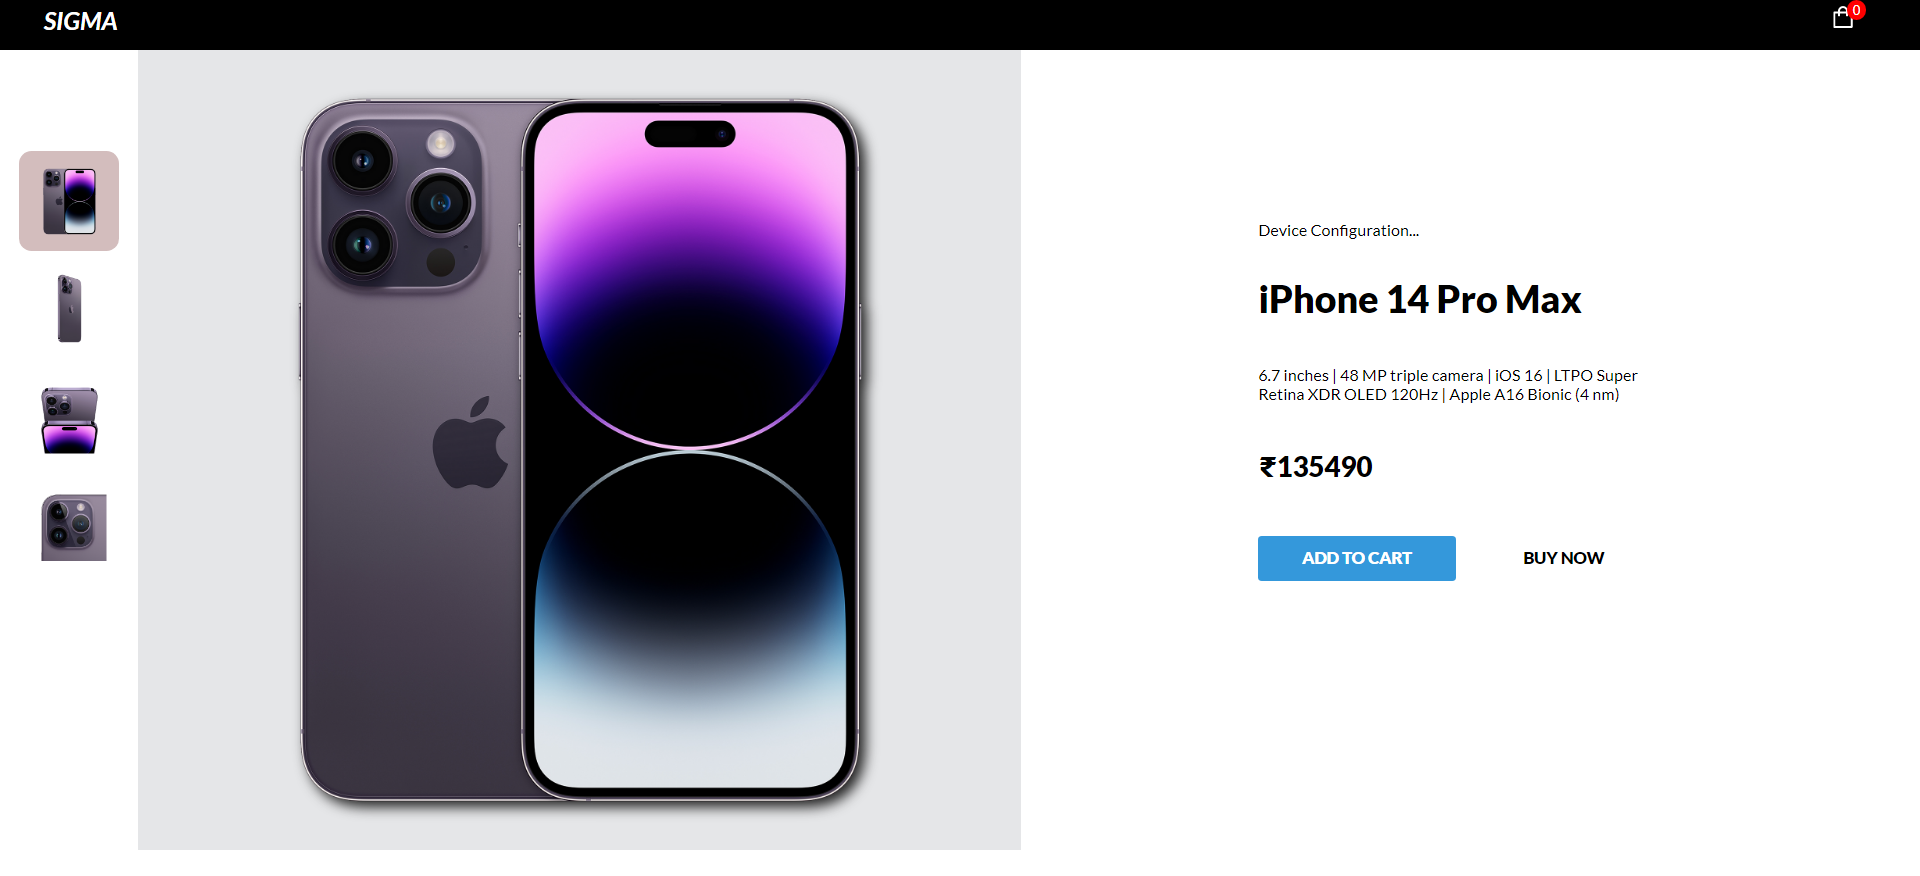 SIGMA
0
Device Configuration...
iPhone 14 Pro Max
6.7 inches | 48 MP triple camera | iOS 16 | LTPO Super
Retina XDR OLED 120Hz | Apple A16 Bionic (4 nm)
₹135490
ADD TO CART
BUY NOW